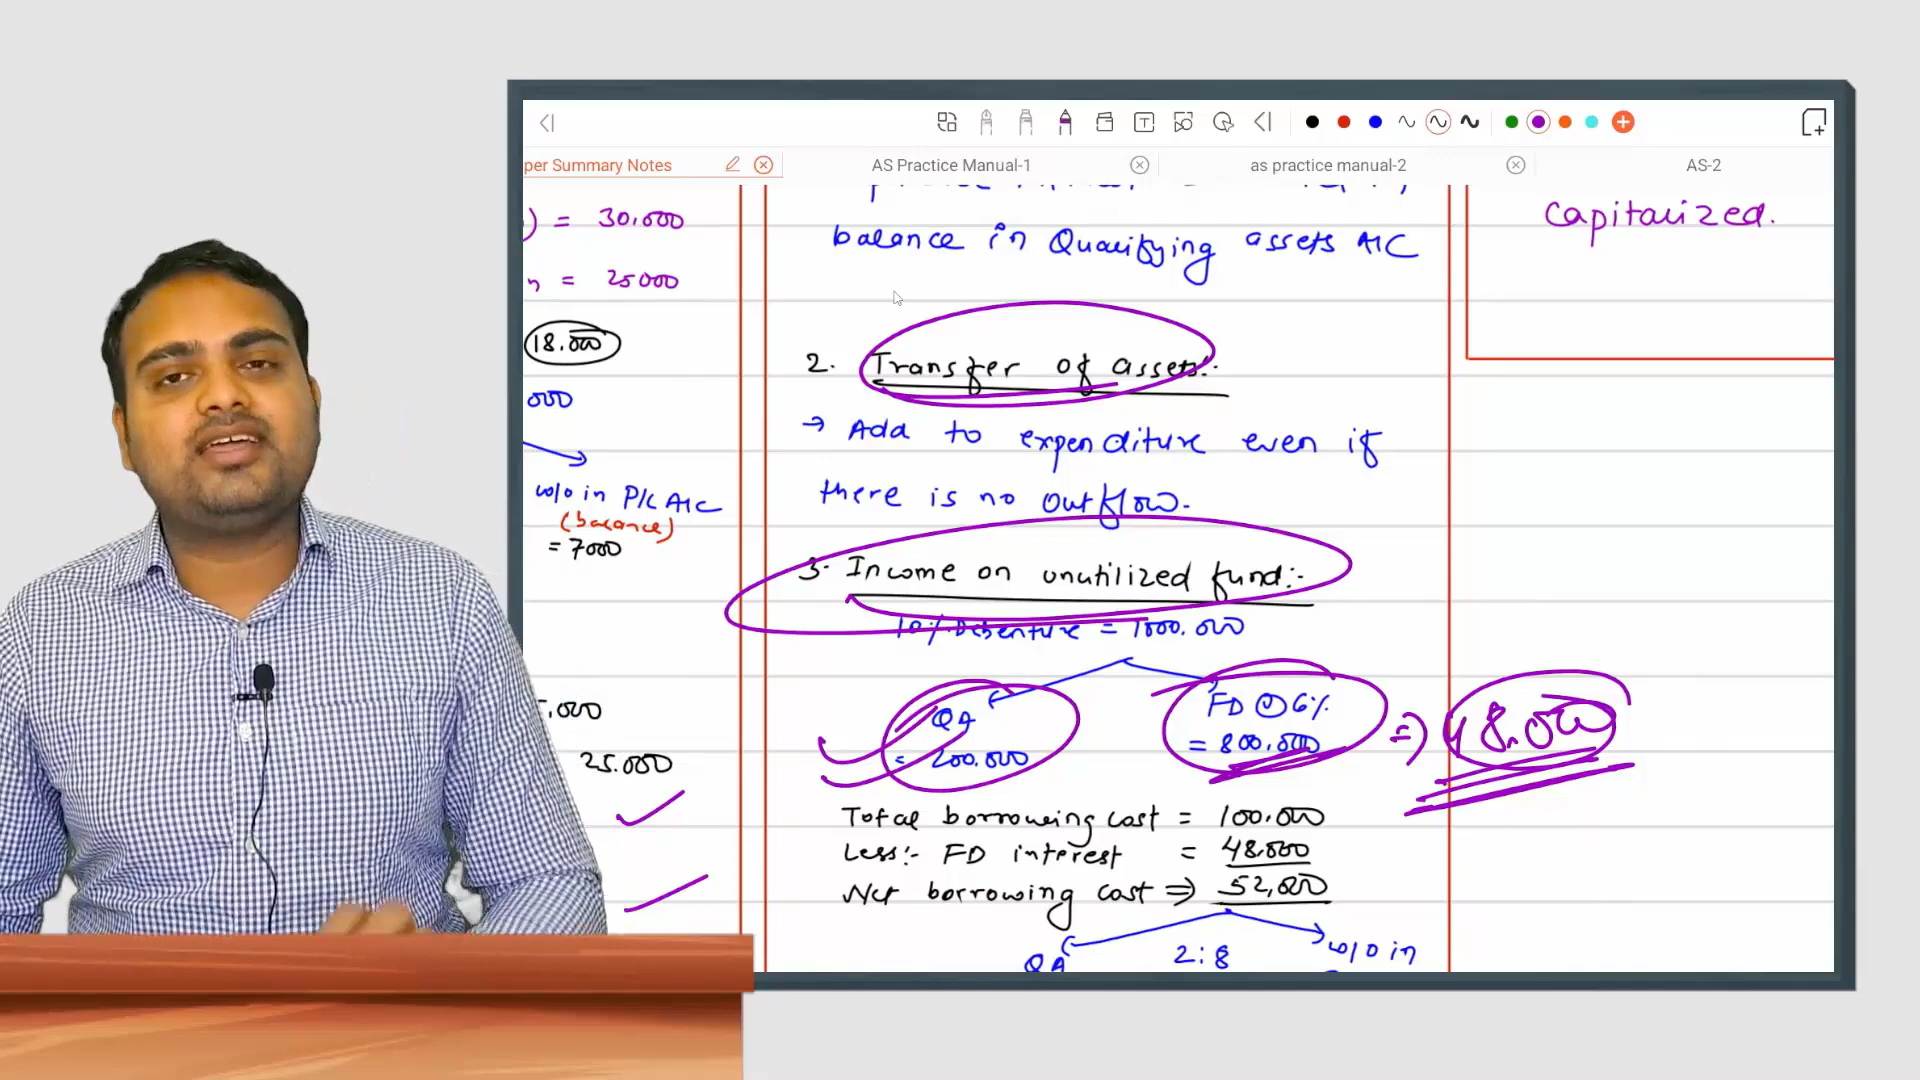 per Summary Notes
AS Practice Manual-1
as practice manual-2
AS-2
) = 30.000
n = 25000
18.000
000
w/o in P/L A/C
(balance)
= 7000
.000
25.000
balance in Qualifying assets A/C
2. Transfer of assets:-
→ Add to expenditure even if
there is no outflow.
3. Income on unutilized fund:-
10% Debenture = 1000.000
QA
= 200.000
FD @ 6%
= 800.000
⇒ 48.000
Total borrowing cost = 100.000
Less:- FD interest = 48.000
Net borrowing cost ⇒ 52,000
QA
2:8
w/o in
Capitalized.